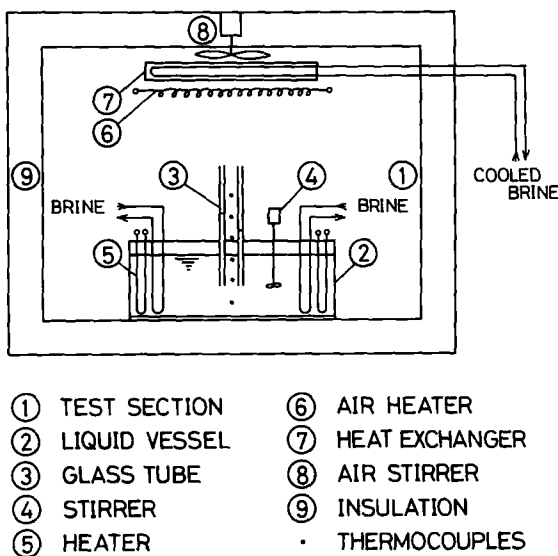 ⑧
⑦
⑥
⑨
③
④
①
COOLED
BRINE
BRINE
BRINE
⑤
②
① TEST SECTION
② LIQUID VESSEL
③ GLASS TUBE
④ STIRRER
⑤ HEATER
⑥ AIR HEATER
⑦ HEAT EXCHANGER
⑧ AIR STIRRER
⑨ INSULATION
· THERMOCOUPLES